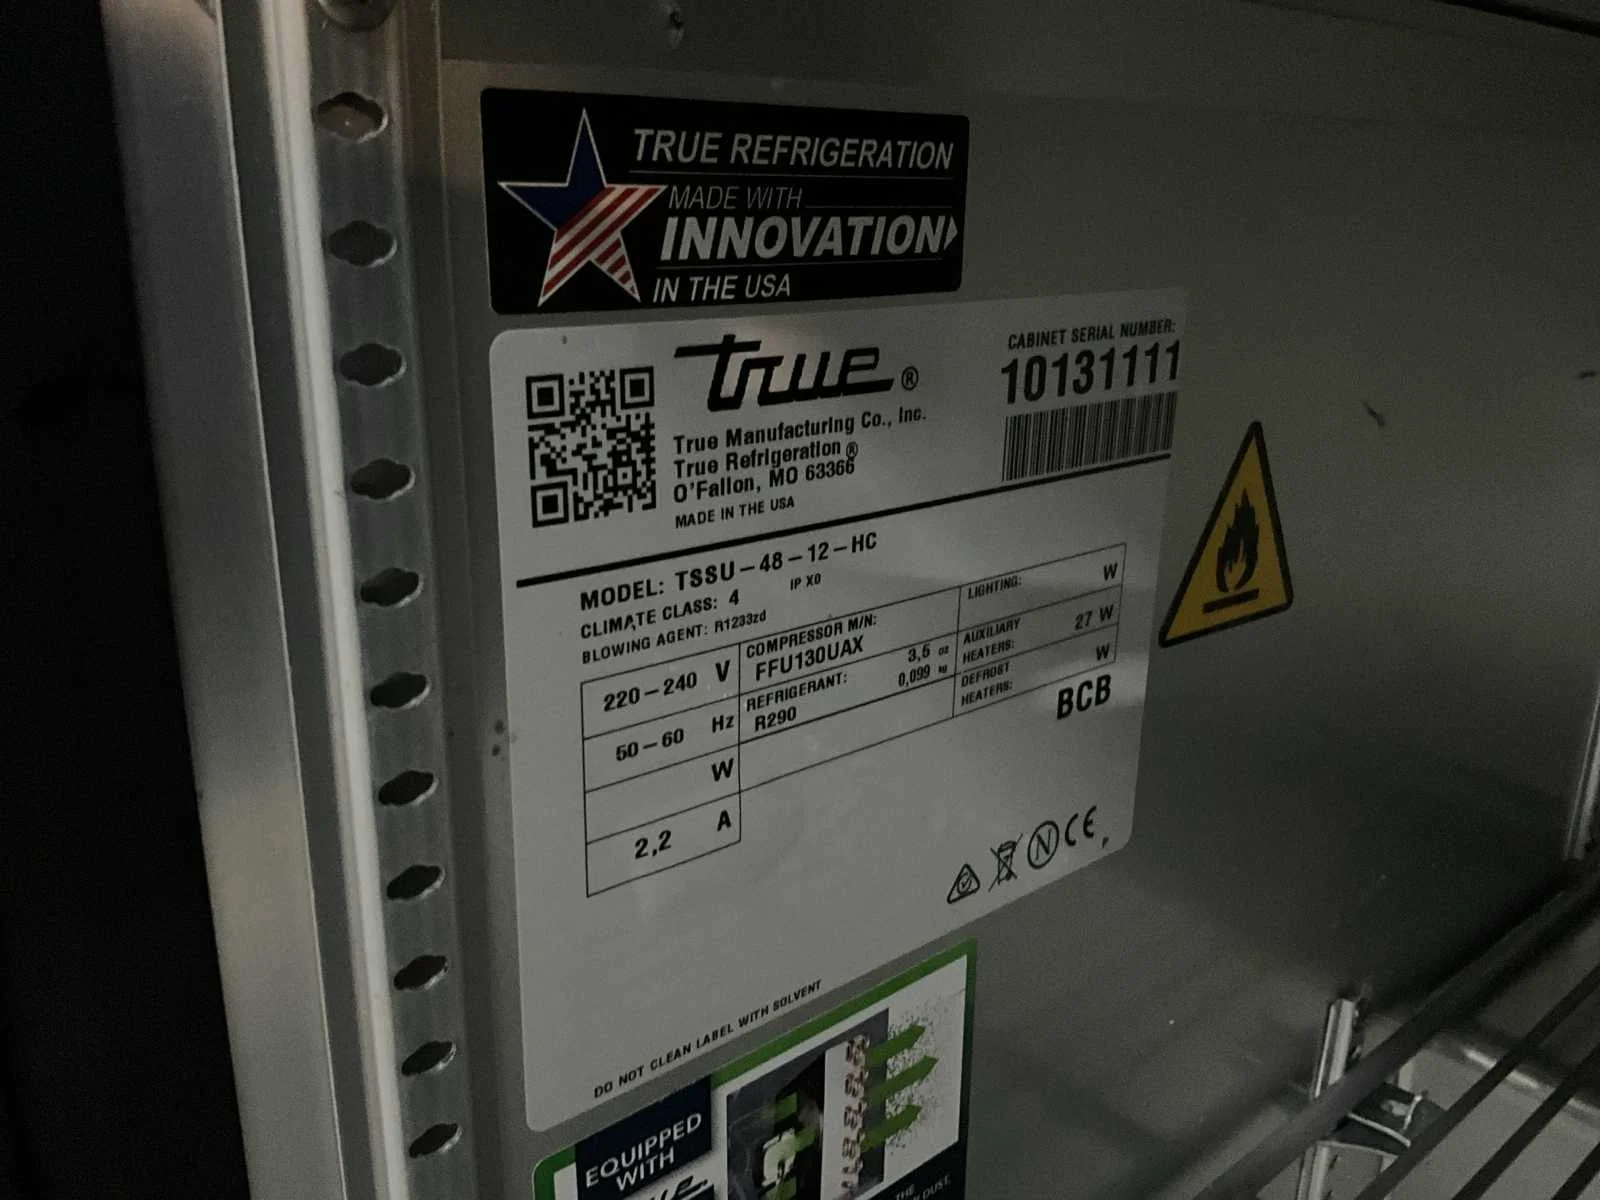 TRUE REFRIGERATION
MADE WITH
INNOVATION
IN THE USA
true®
True Manufacturing Co., Inc.
True Refrigeration®
O'Fallon, MO 63366
MADE IN THE USA
CABINET SERIAL NUMBER:
10131111
MODEL: TSSU-48-12-HC
CLIMATE CLASS: 4 IP X0
BLOWING AGENT: R1233zd
220-240 V
50-60 Hz
W
2,2 A
COMPRESSOR M/N:
FFU130UAX
REFRIGERANT: 3,5 oz
R290 0,099 kg
LIGHTING: W
AUXILIARY HEATERS: 27 W
DEFROST HEATERS: W
BCB
N CE
DO NOT CLEAN LABEL WITH SOLVENT
EQUIPPED
WITH
THE
DUST